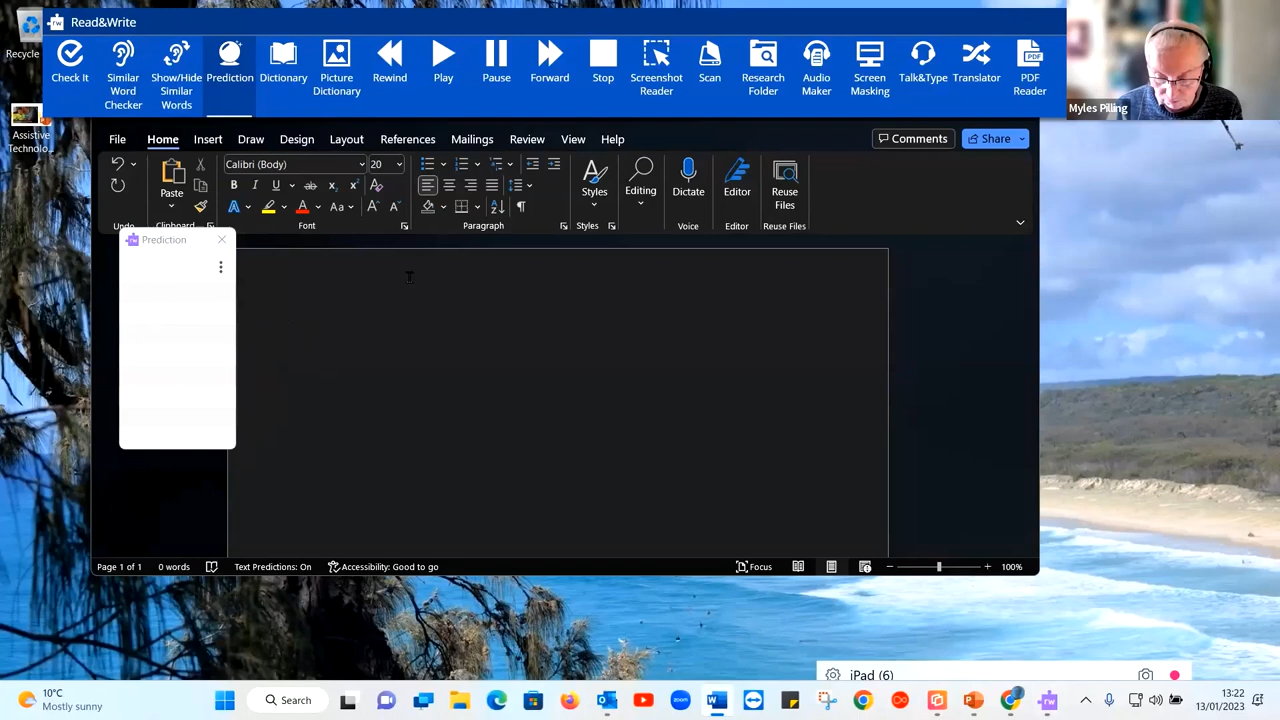 Recycle
Read&Write
Check It
Similar
Word
Checker
Show/Hide
Similar
Words
Prediction
Dictionary
Picture
Dictionary
Rewind
Play
Pause
Forward
Stop
Screenshot
Reader
Scan
Research
Folder
Audio
Maker
Screen
Masking
Talk&Type
Translator
PDF
Reader
Myles Pilling
Assistive
Technolo...
File
Home
Insert
Draw
Design
Layout
References
Mailings
Review
View
Help
Comments
Share
Calibri (Body)
20
Paste
Styles
Editing
Dictate
Editor
Reuse
Files
Undo
Clipboard
Font
Paragraph
Styles
Voice
Editor
Reuse Files
Prediction
Page 1 of 1
0 words
Text Predictions: On
Accessibility: Good to go
Focus
100%
iPad (6)
10°C
Mostly sunny
Search
13:22
13/01/2023